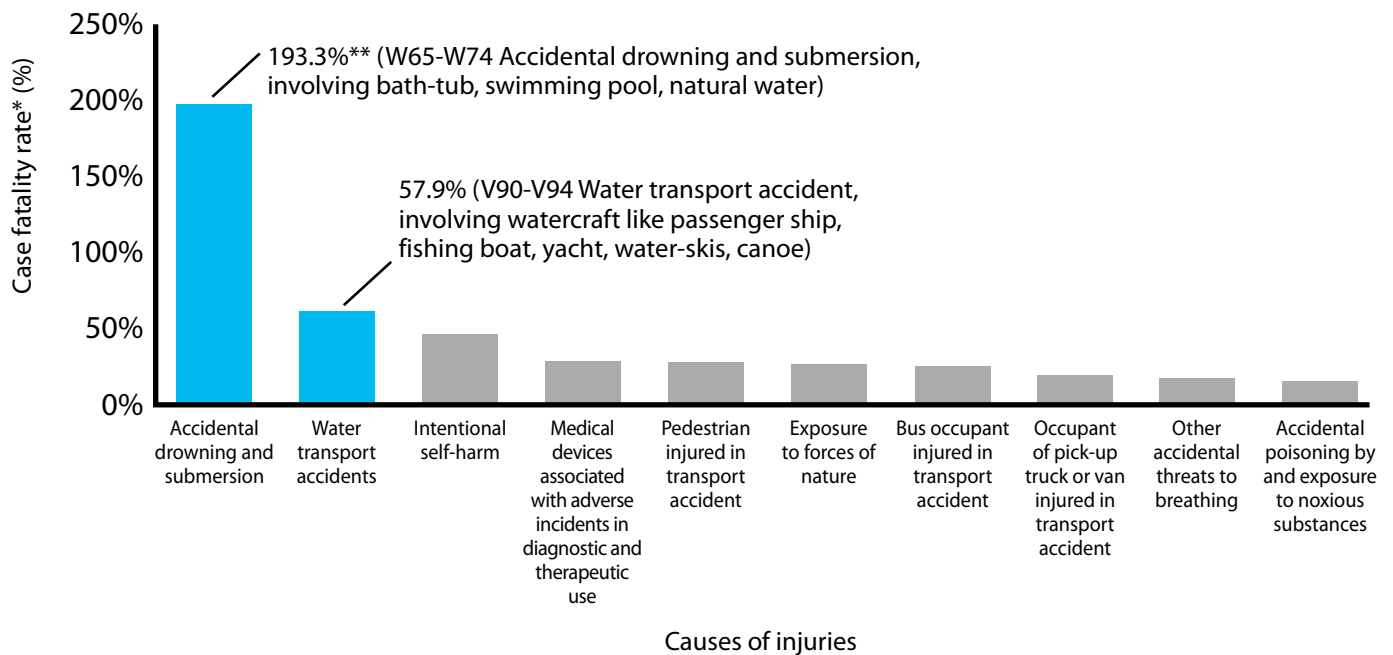 Case fatality rate* (%)
250%
200%
150%
100%
50%
0%
193.3%** (W65-W74 Accidental drowning and submersion,
involving bath-tub, swimming pool, natural water)
57.9% (V90-V94 Water transport accident,
involving watercraft like passenger ship,
fishing boat, yacht, water-skis, canoe)
Accidental
drowning and
submersion
Water
transport
accidents
Intentional
self-harm
Medical
devices
associated
with adverse
incidents in
diagnostic and
therapeutic
use
Pedestrian
injured in
transport
accident
Exposure
to forces of
nature
Bus occupant
injured in
transport
accident
Occupant
of pick-up
truck or van
injured in
transport
accident
Other
accidental
threats to
breathing
Accidental
poisoning by
and exposure
to noxious
substances
Causes of injuries